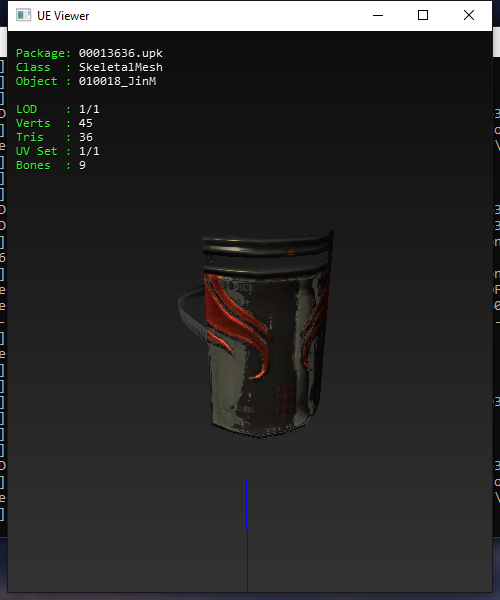 UE Viewer
Package: 00013636.upk
Class : SkeletalMesh
Object : 010018_JinM
LOD : 1/1
Verts : 45
Tris : 36
UV Set : 1/1
Bones : 9